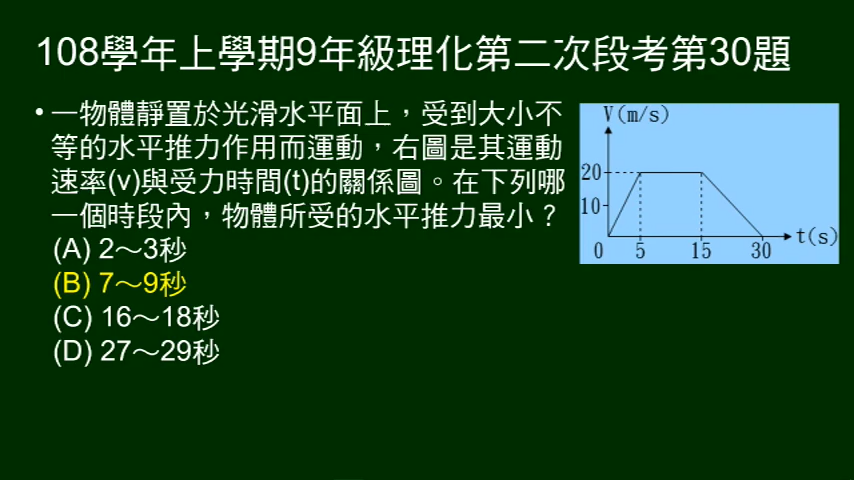 108學年上學期9年級理化第二次段考第30題
•一物體靜置於光滑水平面上，受到大小不
等的水平推力作用而運動，右圖是其運動
速率(v)與受力時間(t)的關係圖。在下列哪
一個時段內，物體所受的水平推力最小？
(A) 2～3秒
(B) 7～9秒
(C) 16～18秒
(D) 27～29秒
V(m/s)
20
10
0 5 15 30 t(s)